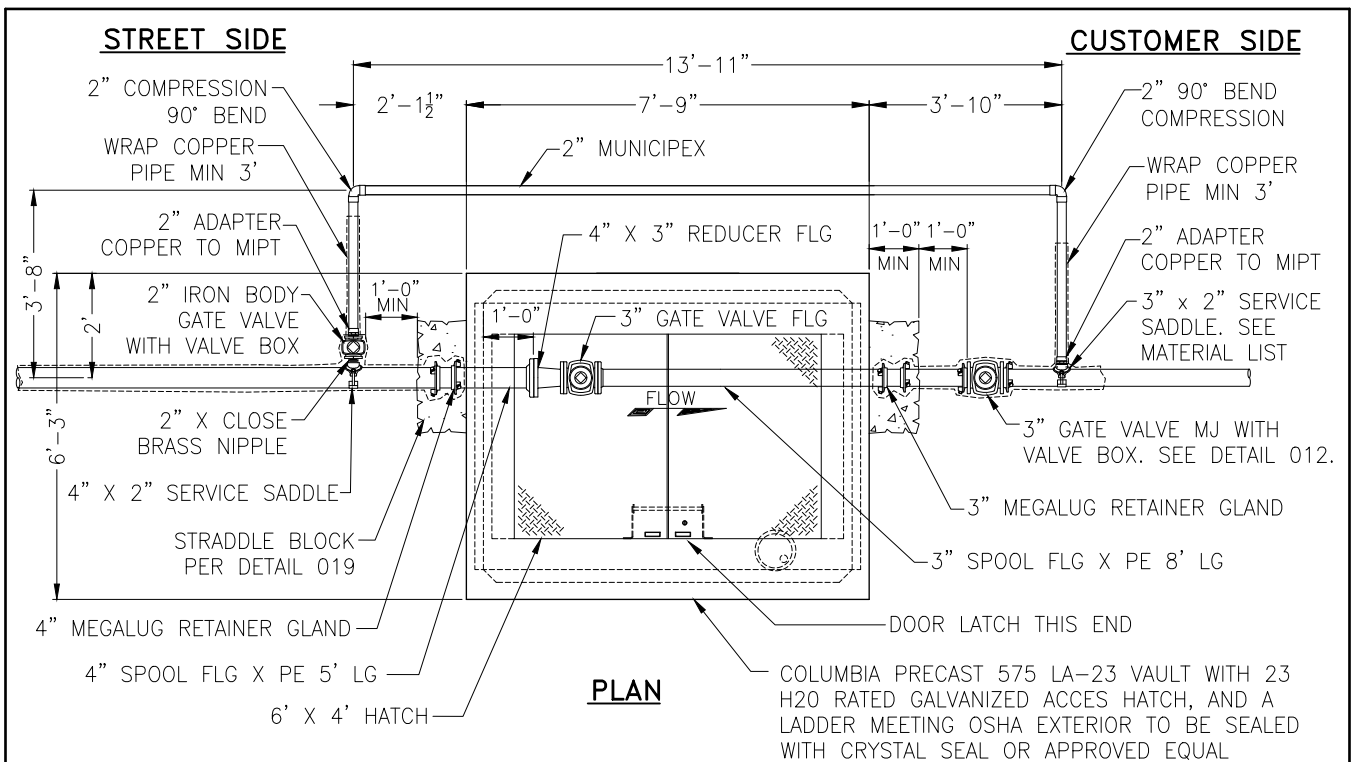 STREET SIDE
CUSTOMER SIDE
13'-11"
2'-1½"
7'-9"
3'-10"
2" COMPRESSION
90° BEND
WRAP COPPER
PIPE MIN 3'
2" ADAPTER
COPPER TO MIPT
2" IRON BODY
GATE VALVE
WITH VALVE BOX
2" MUNICIPEX
2" 90° BEND
COMPRESSION
WRAP COPPER
PIPE MIN 3'
2" ADAPTER
COPPER TO MIPT
3" x 2" SERVICE
SADDLE. SEE
MATERIAL LIST
3'-8"
2'
6'-3"
1'-0"
MIN
1'-0"
4" X 3" REDUCER FLG
3" GATE VALVE FLG
1'-0"
MIN
1'-0"
MIN
FLOW
2" X CLOSE
BRASS NIPPLE
4" X 2" SERVICE SADDLE
STRADDLE BLOCK
PER DETAIL 019
4" MEGALUG RETAINER GLAND
4" SPOOL FLG X PE 5' LG
6' X 4' HATCH
3" GATE VALVE MJ WITH
VALVE BOX. SEE DETAIL 012.
3" MEGALUG RETAINER GLAND
3" SPOOL FLG X PE 8' LG
DOOR LATCH THIS END
PLAN
COLUMBIA PRECAST 575 LA-23 VAULT WITH 23
H20 RATED GALVANIZED ACCES HATCH, AND A
LADDER MEETING OSHA EXTERIOR TO BE SEALED
WITH CRYSTAL SEAL OR APPROVED EQUAL